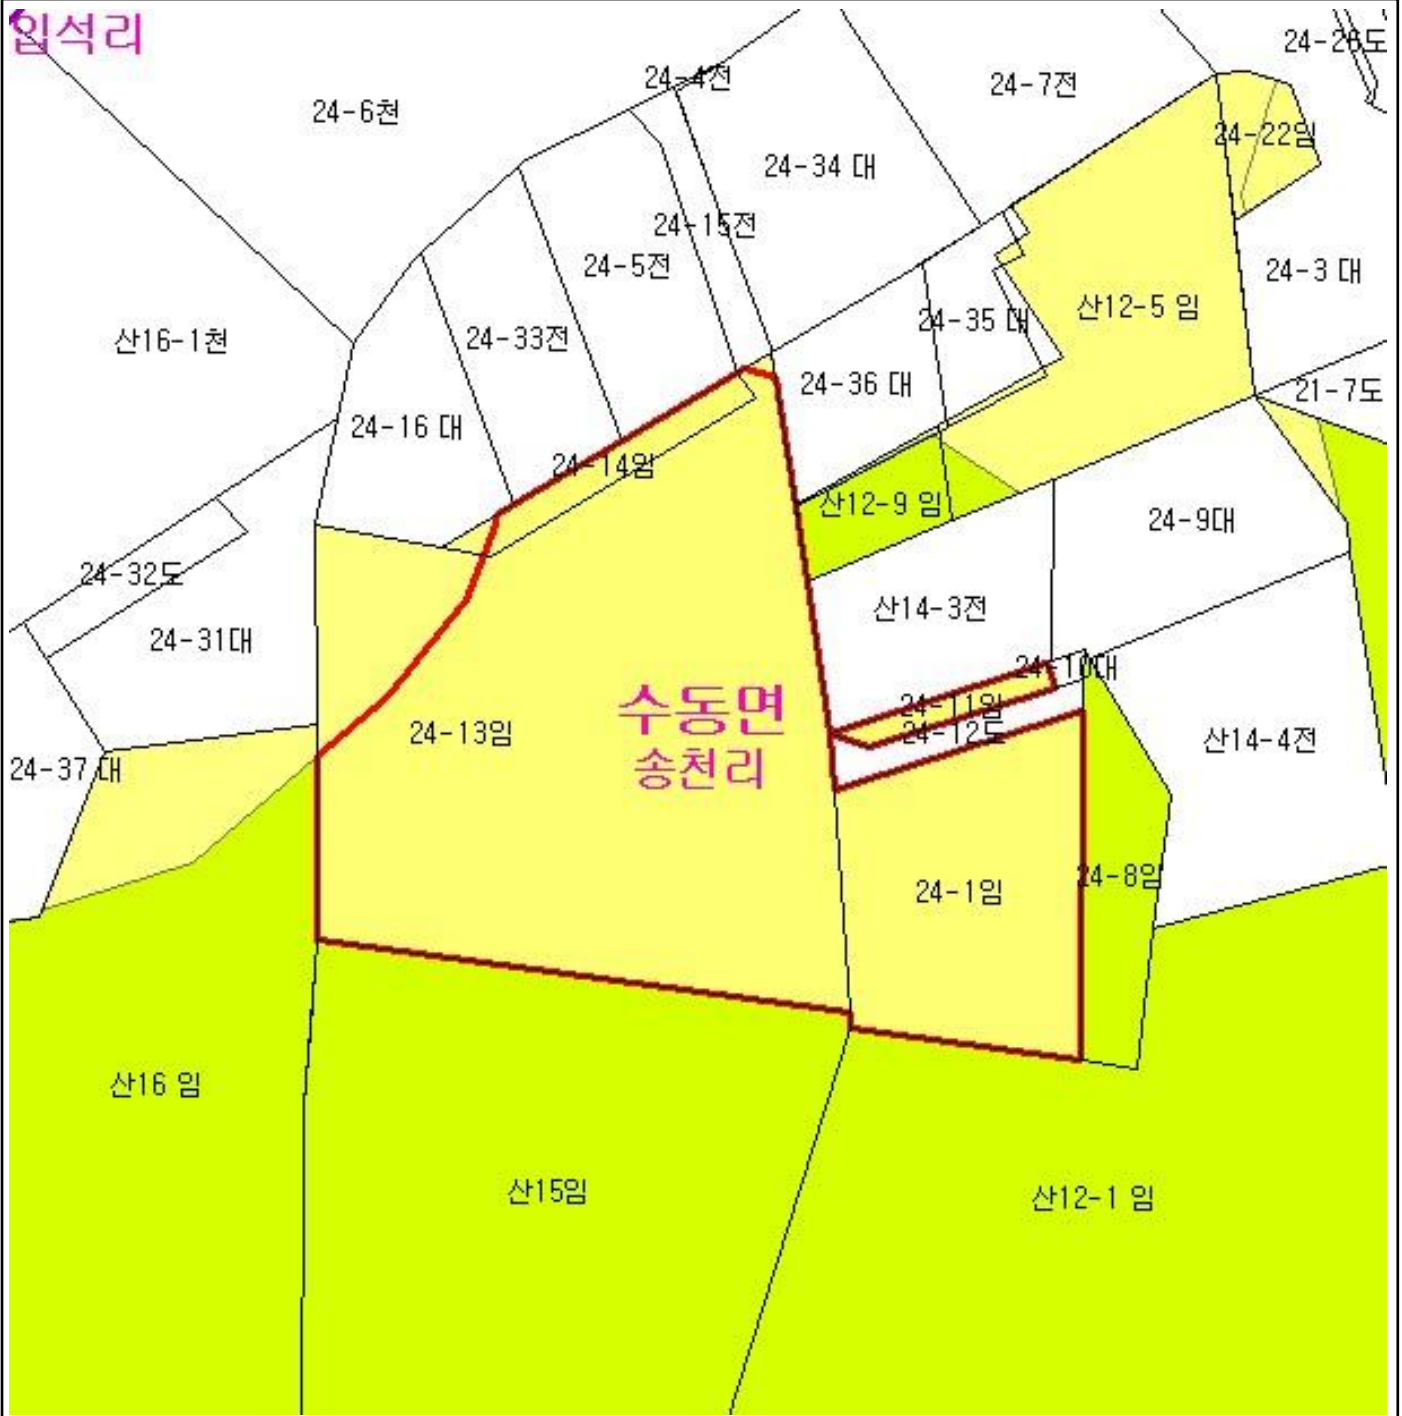 입석리
24-26도
24-4전
24-7전
24-6천
24-22임
24-34 대
24-15전
24-5전
24-3 대
산12-5 임
24-35 대
24-33전
산16-1천
24-36 대
21-7도
24-16 대
24-14임
산12-9 임
24-9대
24-32도
산14-3전
24-31대
24-10대
24-11임
수동면
24-12도
24-13임
산14-4전
송천리
24-37 대
24-8임
24-1임
산16 임
산15임
산12-1 임